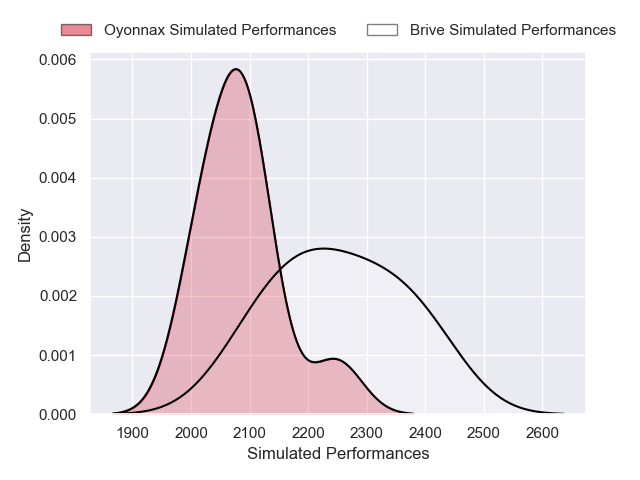 Oyonnax Simulated Performances
Brive Simulated Performances
0.006
0.005
0.004
0.003
0.002
0.001
0.000
Density
1900 2000 2100 2200 2300 2400 2500 2600
Simulated Performances